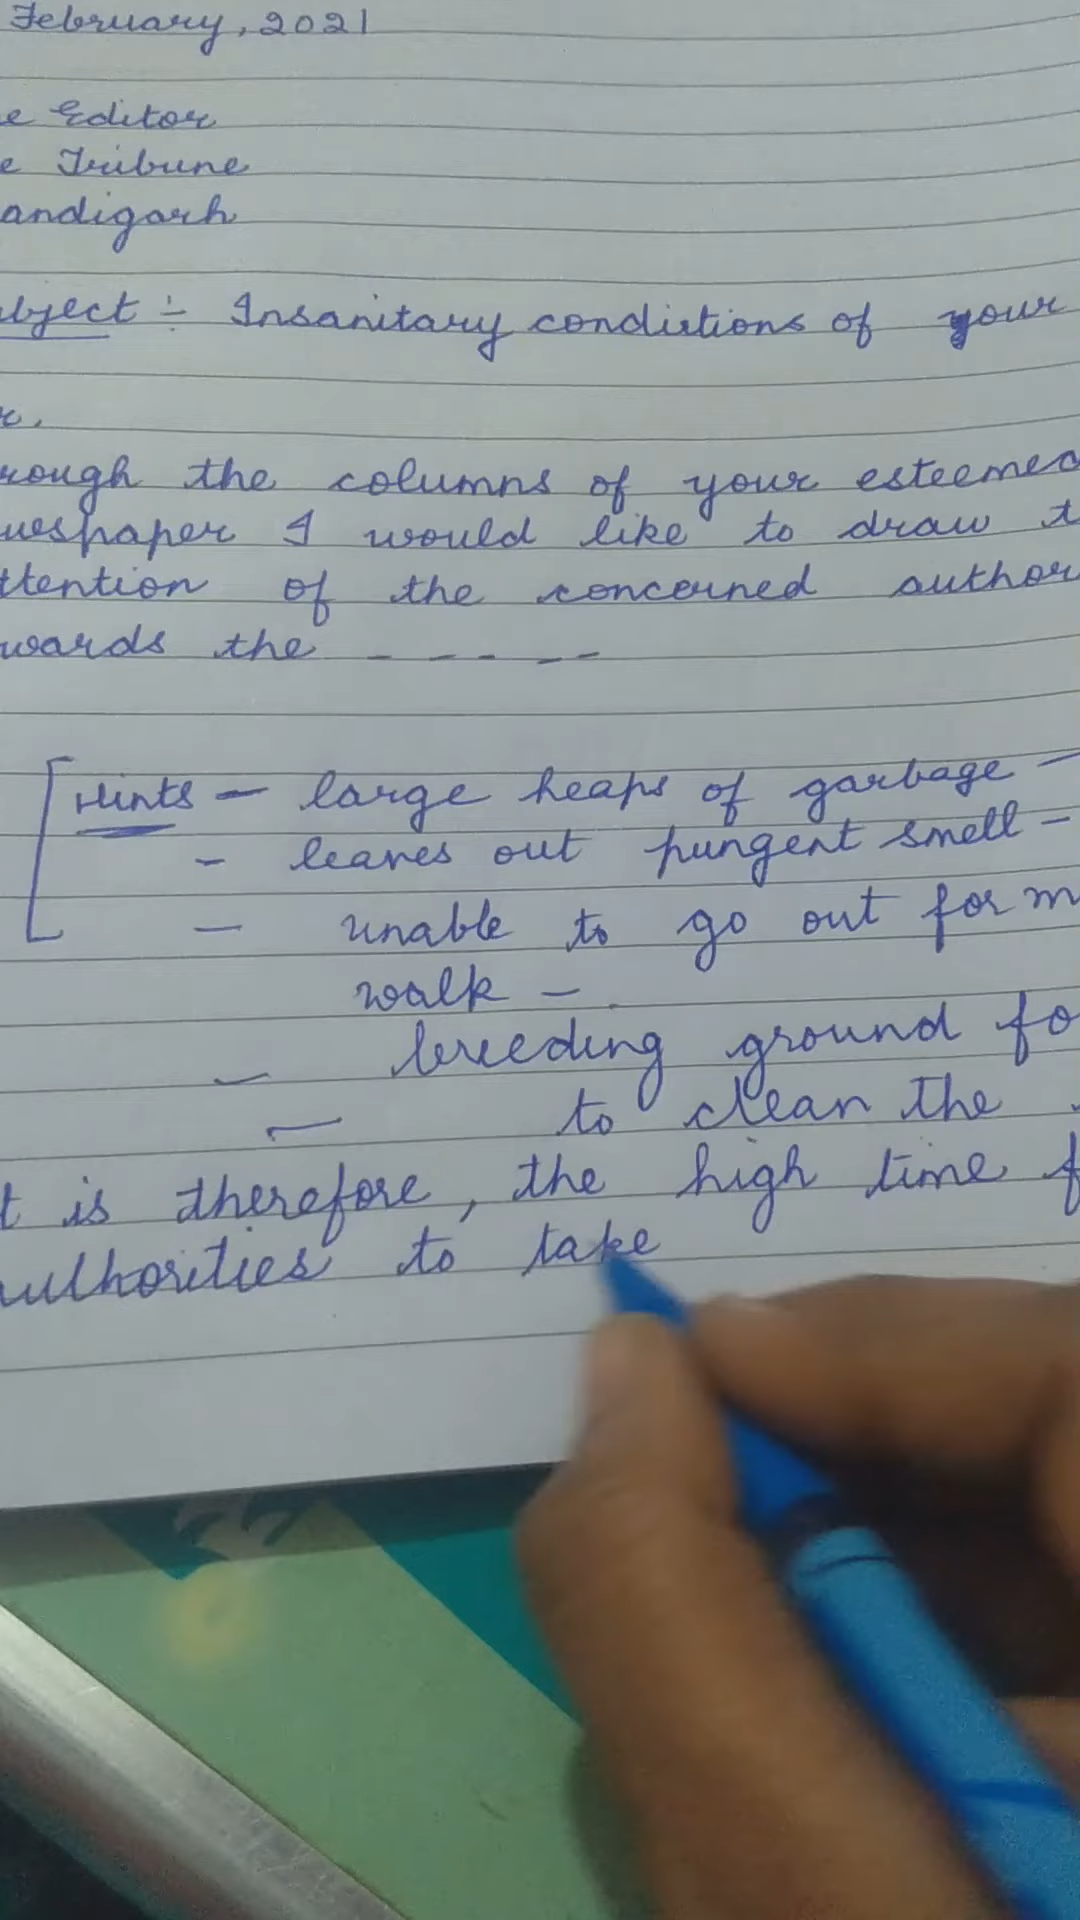 February, 2021
e Editor
e Tribune
andigarh
bject :- Insanitary conditions of your
r,
rough the columns of your esteemed
wspaper I would like to draw t
ttention of the concerned author
wards the - - - - -
Hints - large heaps of garbage -
- leaves out pungent smell -
- unable to go out for m
walk -
- breeding ground fo
- to clean the
t is therefore, the high time f
authorities to take